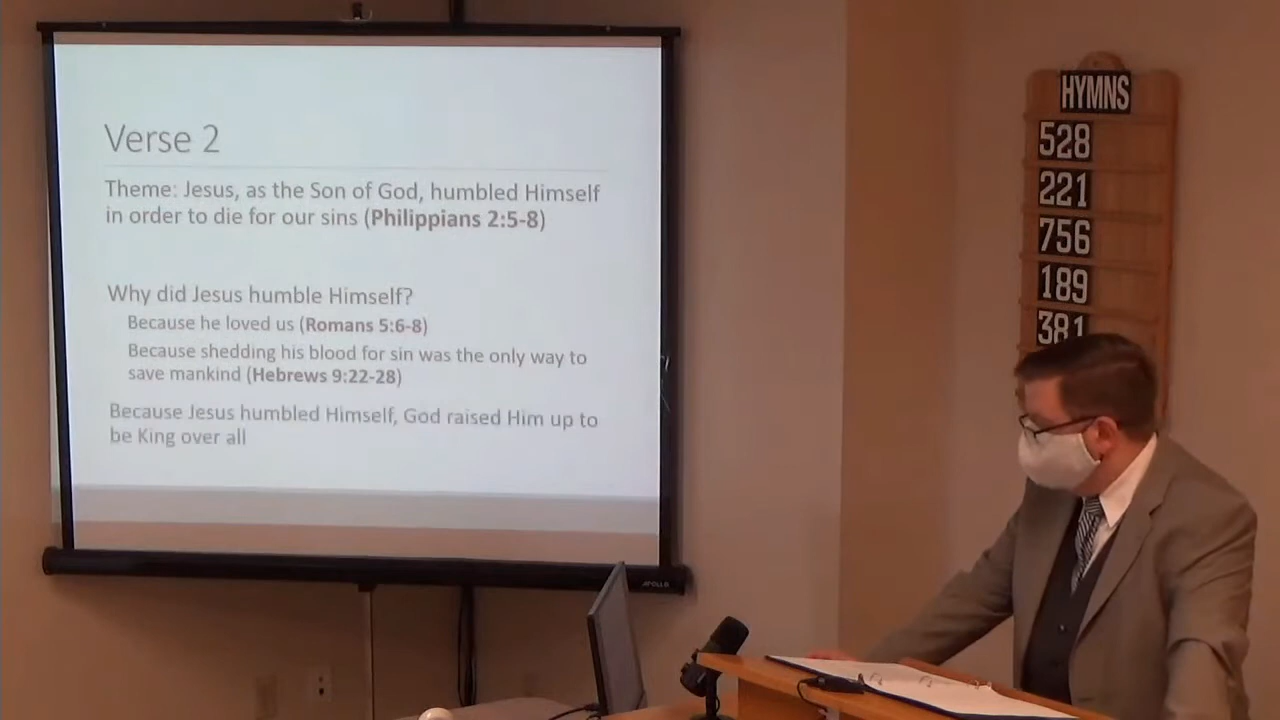 Verse 2
Theme: Jesus, as the Son of God, humbled Himself
in order to die for our sins (Philippians 2:5-8)
Why did Jesus humble Himself?
Because he loved us (Romans 5:6-8)
Because shedding his blood for sin was the only way to
save mankind (Hebrews 9:22-28)
Because Jesus humbled Himself, God raised Him up to
be King over all
APOLLO
HYMNS
528
221
756
189
381